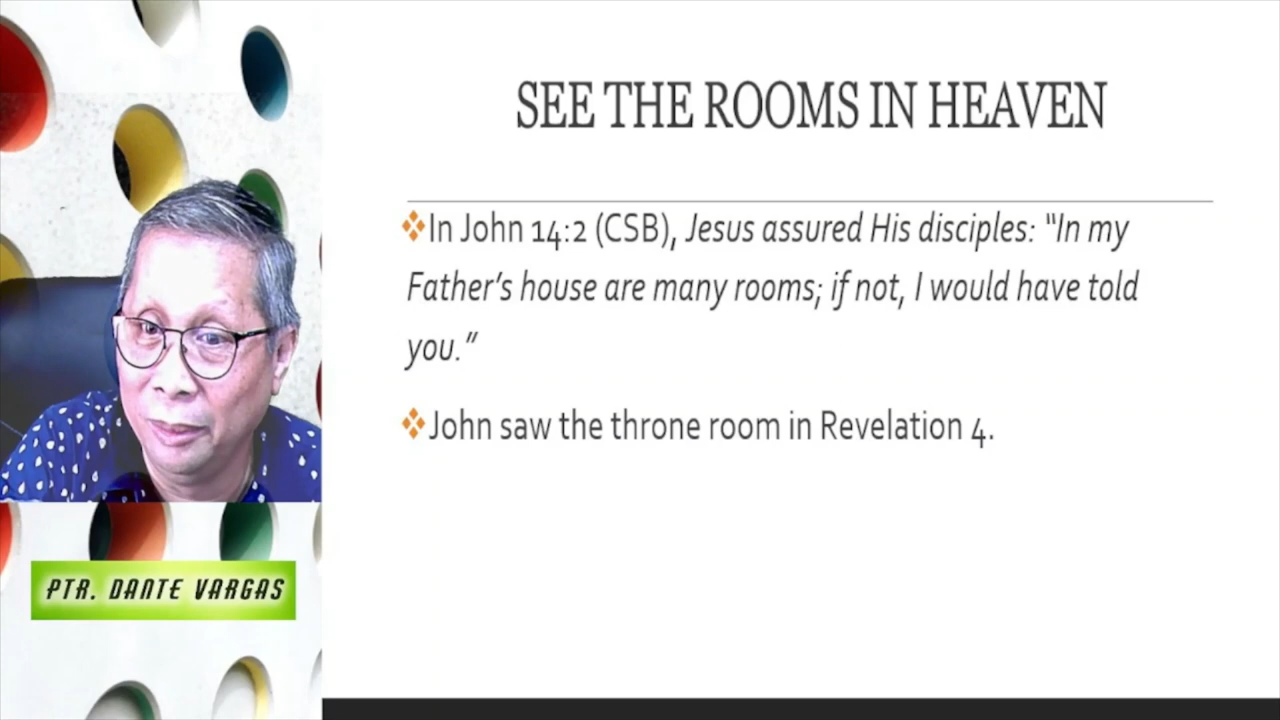 SEE THE ROOMS IN HEAVEN
❖In John 14:2 (CSB), Jesus assured His disciples: “In my
Father’s house are many rooms; if not, I would have told
you.”
❖John saw the throne room in Revelation 4.
PTR. DANTE VARGAS